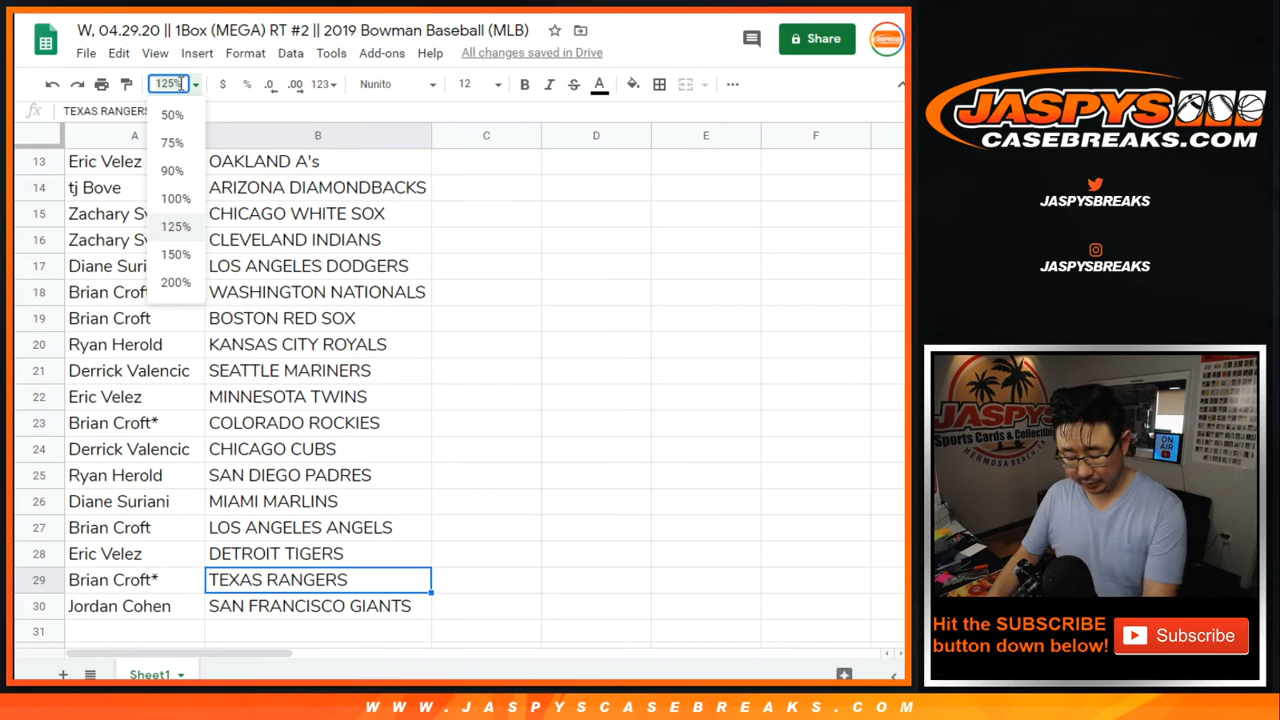 W, 04.29.20 || 1Box (MEGA) RT #2 || 2019 Bowman Baseball (MLB)
Share
File Edit View Insert Format Data Tools Add-ons Help All changes saved in Drive
125% $ % .0 .00 123 Nunito 12 B I S A
fx TEXAS RANGERS
50%
75%
90%
100%
125%
150%
200%
A B C D E F
13 Eric Velez OAKLAND A's
14 tj Bove ARIZONA DIAMONDBACKS
15 Zachary Sv CHICAGO WHITE SOX
16 Zachary Sv CLEVELAND INDIANS
17 Diane Suri LOS ANGELES DODGERS
18 Brian Croft WASHINGTON NATIONALS
19 Brian Croft BOSTON RED SOX
20 Ryan Herold KANSAS CITY ROYALS
21 Derrick Valencic SEATTLE MARINERS
22 Eric Velez MINNESOTA TWINS
23 Brian Croft* COLORADO ROCKIES
24 Derrick Valencic CHICAGO CUBS
25 Ryan Herold SAN DIEGO PADRES
26 Diane Suriani MIAMI MARLINS
27 Brian Croft LOS ANGELES ANGELS
28 Eric Velez DETROIT TIGERS
29 Brian Croft* TEXAS RANGERS
30 Jordan Cohen SAN FRANCISCO GIANTS
31
Sheet1
JASPYS
CASEBREAKS.COM
JASPYSBREAKS
JASPYSBREAKS
JASPYS
Sports Cards & Collectibles
HERMOSA BEACH, CA
ON AIR
Hit the SUBSCRIBE
button down below!
Subscribe
WWW.JASPYSCASEBREAKS.COM